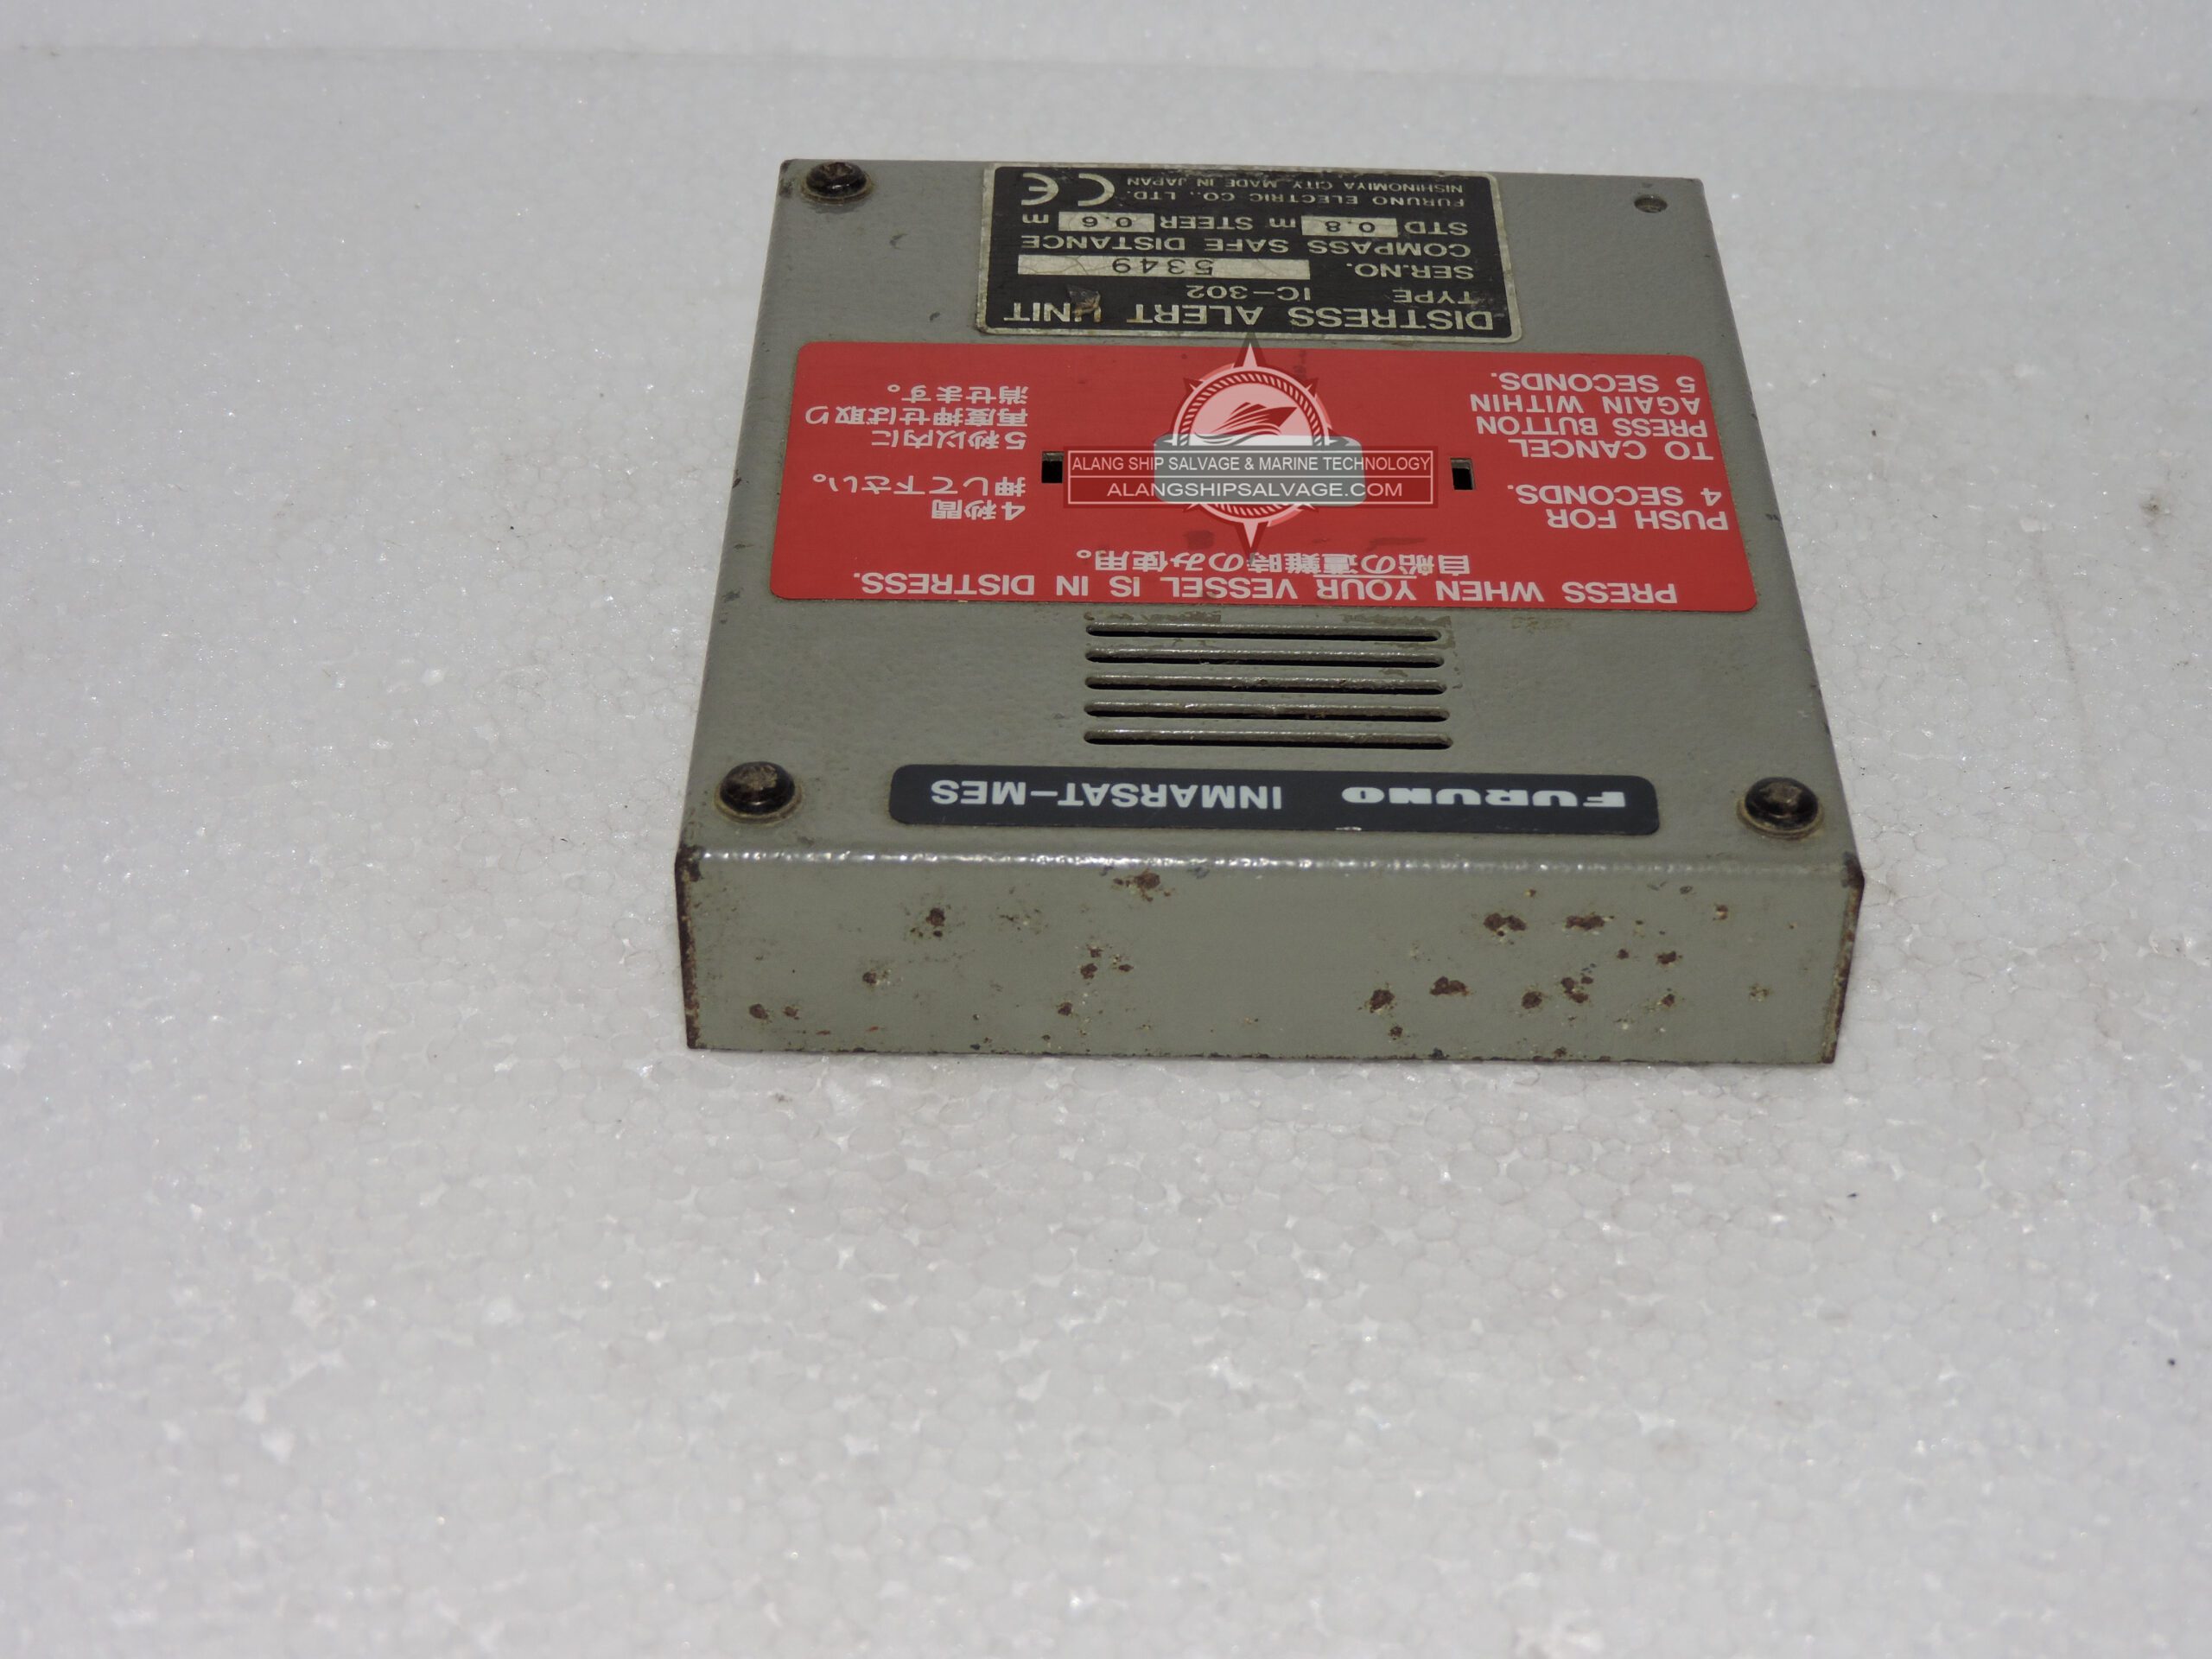 FURUNO INMARSAT-MES
PRESS WHEN YOUR VESSEL IS IN DISTRESS.
自船の遭難時のみ使用。
PUSH FOR
4 SECONDS.
TO CANCEL
PRESS BUTTON
AGAIN WITHIN
5 SECONDS.
4秒間
押して下さい。
5秒以内に
再度押せば取り
消せます。
DISTRESS ALERT UNIT
TYPE IC-302
SER.NO. 5349
COMPASS SAFE DISTANCE
STD 0.8 m STEER 0.6 m
FURUNO ELECTRIC CO., LTD.
NISHINOMIYA CITY, MADE IN JAPAN
CE
ALANG SHIP SALVAGE & MARINE TECHNOLOGY
ALANGSHIPSALVAGE.COM